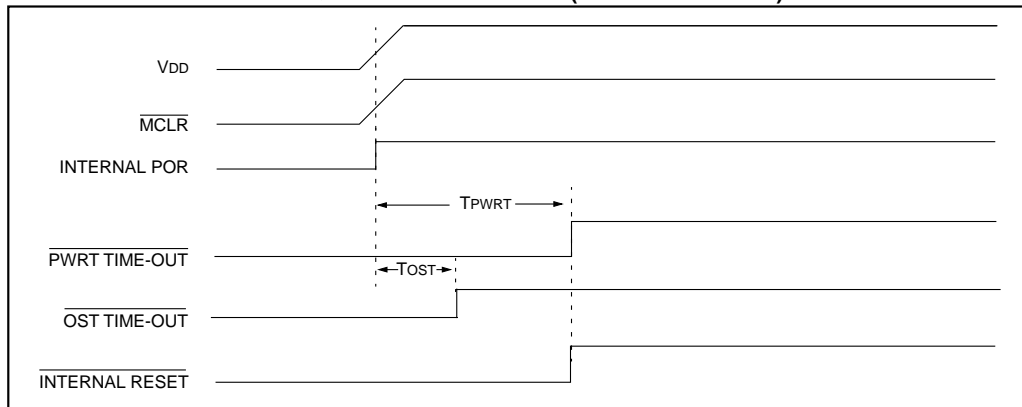 VDD
MCLR
INTERNAL POR
TPWRT
PWRT TIME-OUT
TOST
OST TIME-OUT
INTERNAL RESET